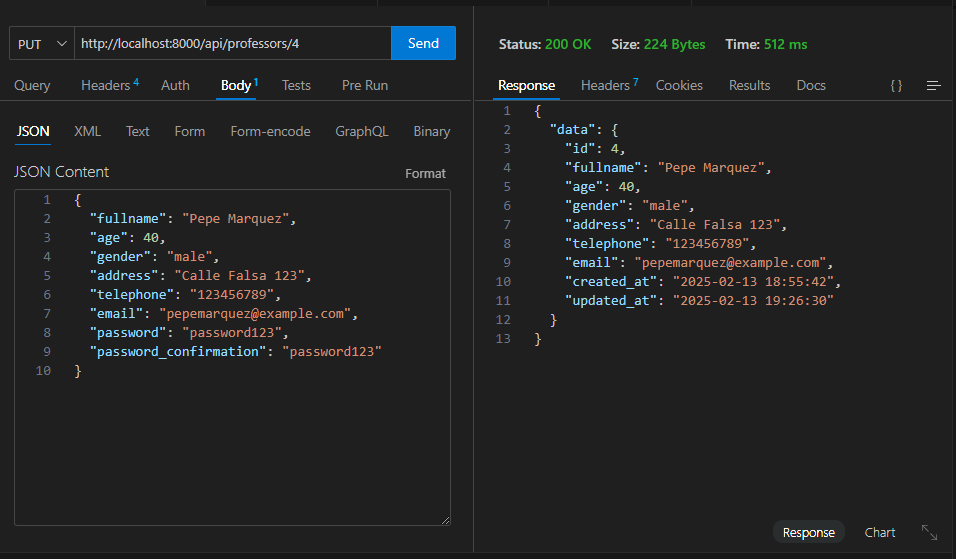 PUT http://localhost:8000/api/professors/4 Send
Query Headers 4 Auth Body 1 Tests Pre Run
JSON XML Text Form Form-encode GraphQL Binary
JSON Content Format
1 {
2 "fullname": "Pepe Marquez",
3 "age": 40,
4 "gender": "male",
5 "address": "Calle Falsa 123",
6 "telephone": "123456789",
7 "email": "pepemarquez@example.com",
8 "password": "password123",
9 "password_confirmation": "password123"
10 }
Status: 200 OK Size: 224 Bytes Time: 512 ms
Response Headers 7 Cookies Results Docs {}
1 {
2 "data": {
3 "id": 4,
4 "fullname": "Pepe Marquez",
5 "age": 40,
6 "gender": "male",
7 "address": "Calle Falsa 123",
8 "telephone": "123456789",
9 "email": "pepemarquez@example.com",
10 "created_at": "2025-02-13 18:55:42",
11 "updated_at": "2025-02-13 19:26:30"
12 }
13 }
Response Chart